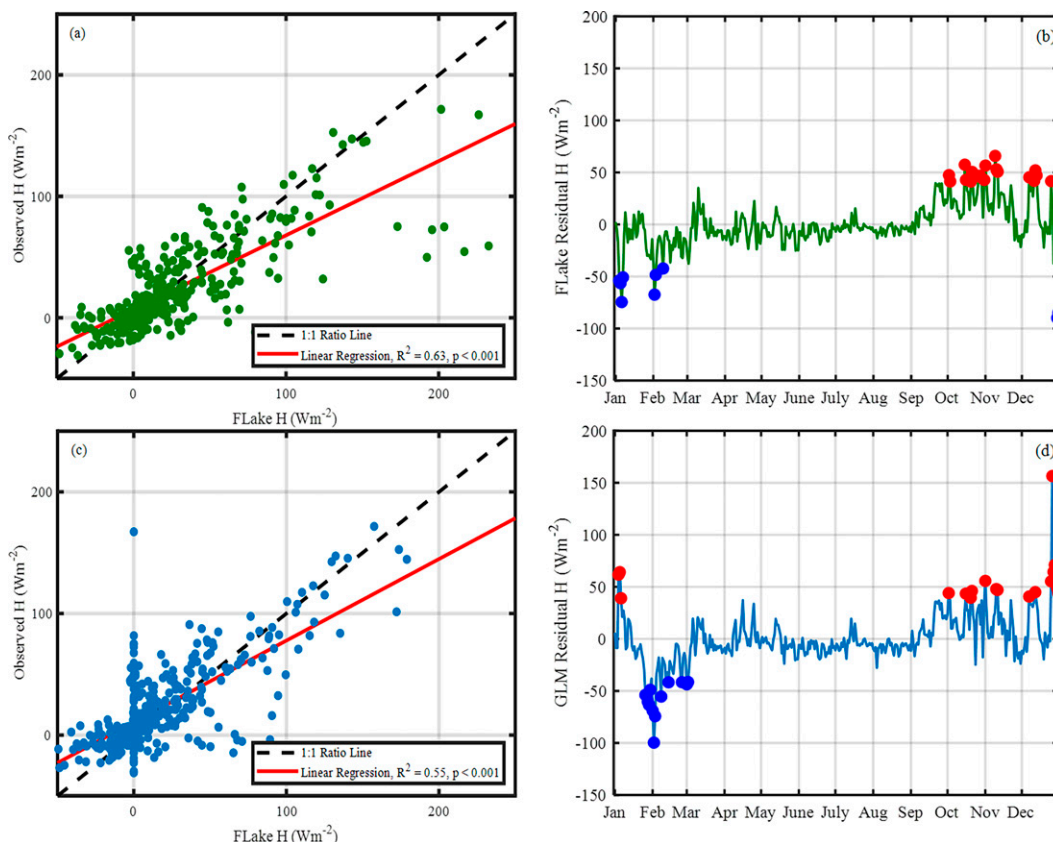 (a)
Observed H (Wm⁻²)
200
100
0
1:1 Ratio Line
Linear Regression, R² = 0.63, p < 0.001
0 100 200
FLake H (Wm⁻²)
(b)
FLake Residual H (Wm⁻²)
200
150
100
50
0
-50
-100
-150
Jan Feb Mar Apr May June July Aug Sep Oct Nov Dec
(c)
Observed H (Wm⁻²)
200
100
0
1:1 Ratio Line
Linear Regression, R² = 0.55, p < 0.001
0 100 200
FLake H (Wm⁻²)
(d)
GLM Residual H (Wm⁻²)
200
150
100
50
0
-50
-100
-150
Jan Feb Mar Apr May June July Aug Sep Oct Nov Dec